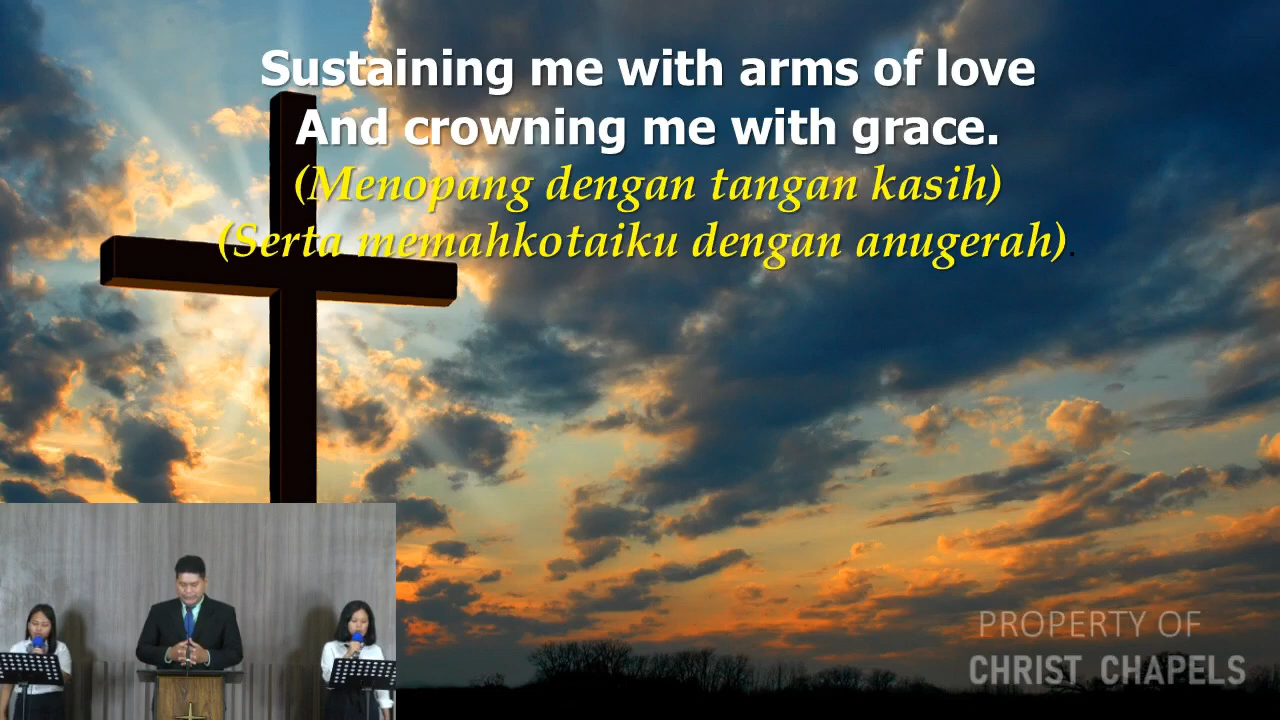 Sustaining me with arms of love
And crowning me with grace.
(Menopang dengan tangan kasih)
(Serta memahkotaiku dengan anugerah).
PROPERTY OF
CHRIST CHAPELS